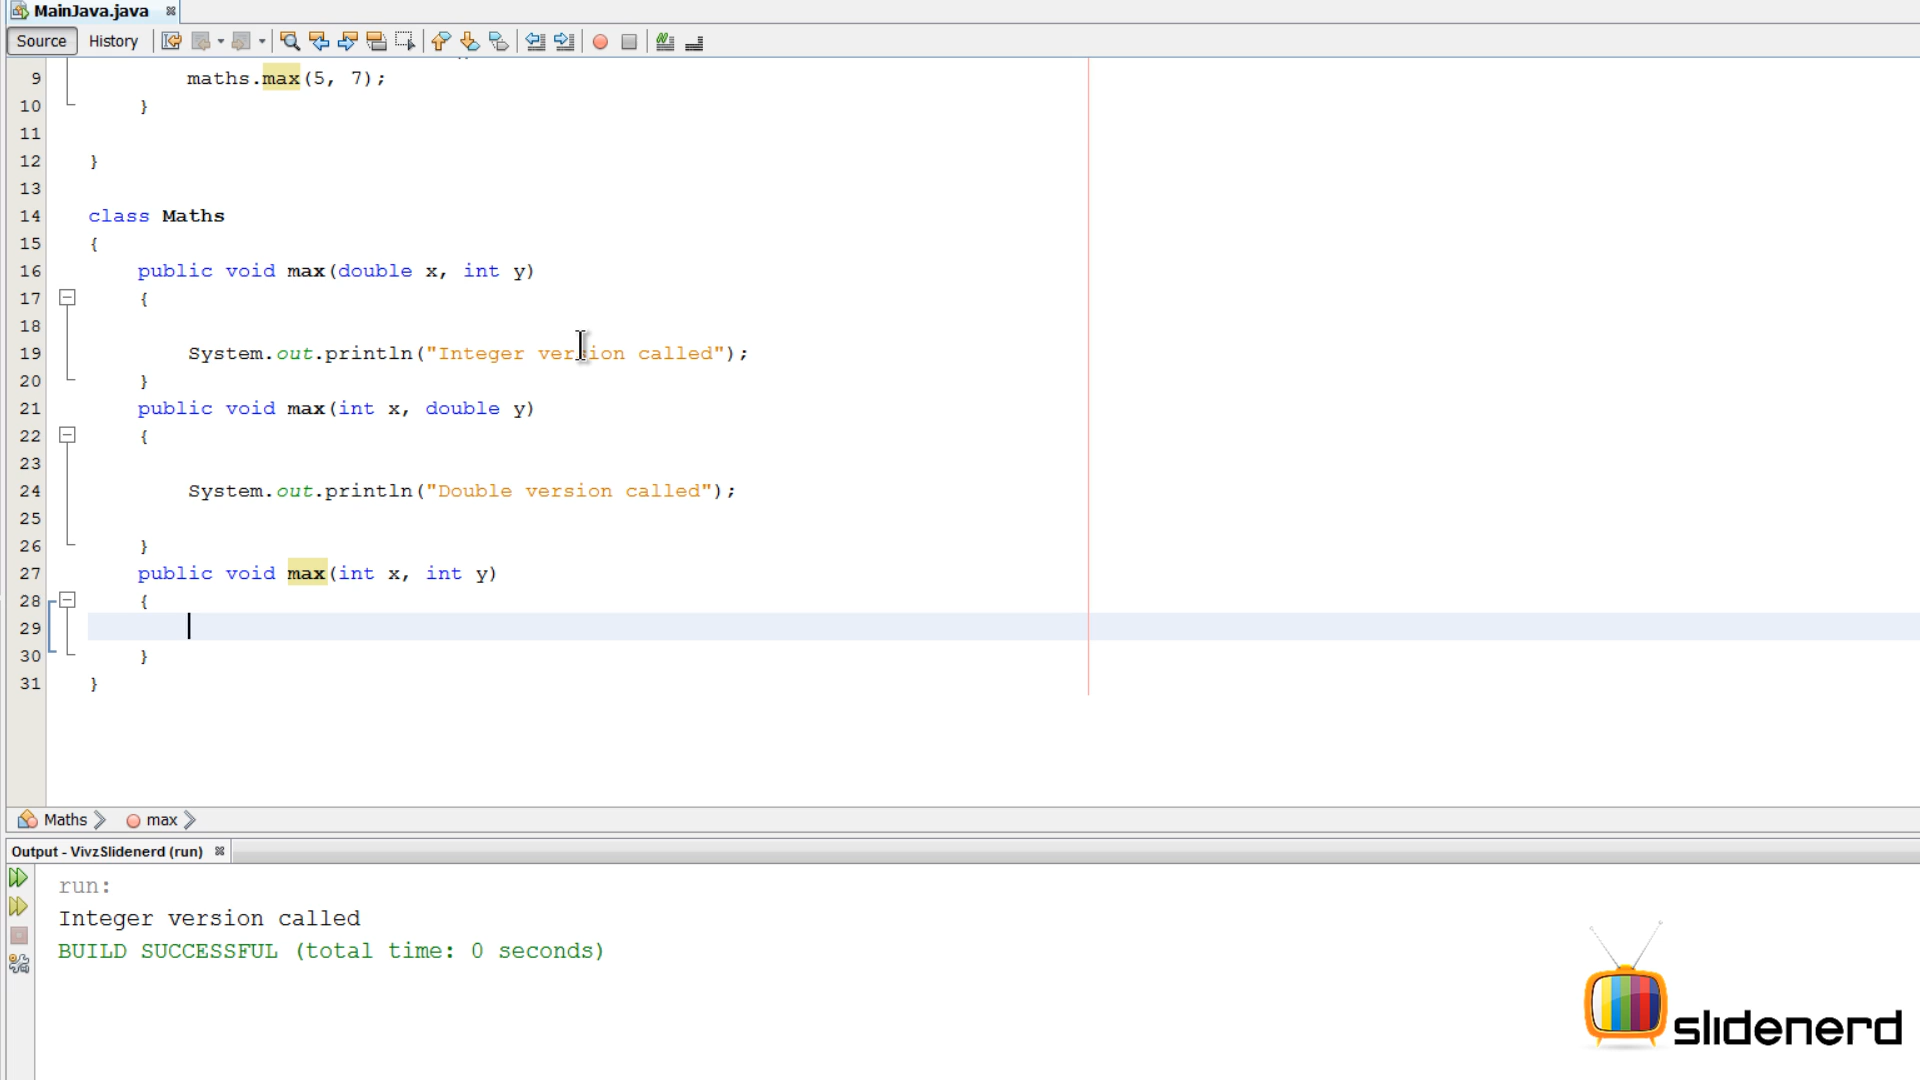 MainJava.java
Source History
9 maths.max(5, 7);
10 }
11
12 }
13
14 class Maths
15 {
16 public void max(double x, int y)
17 {
18
19 System.out.println("Integer version called");
20 }
21 public void max(int x, double y)
22 {
23
24 System.out.println("Double version called");
25
26 }
27 public void max(int x, int y)
28 {
29
30 }
31 }
Maths max
Output - VivzSlidenerd (run)
run:
Integer version called
BUILD SUCCESSFUL (total time: 0 seconds)
slidenerd